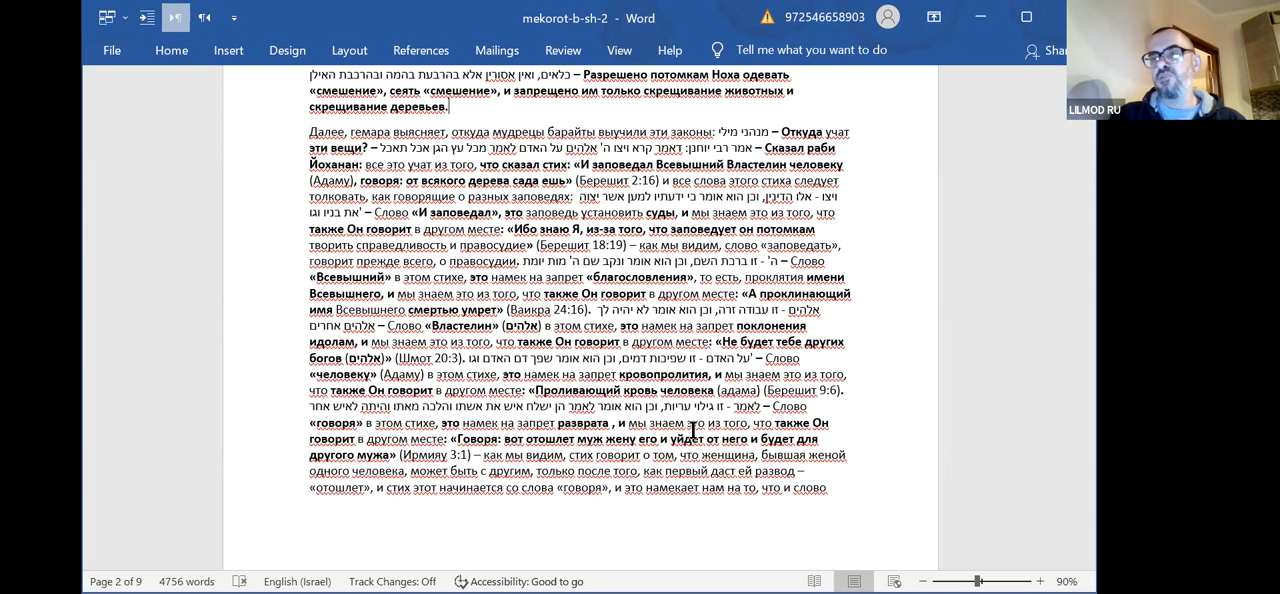 mekorot-b-sh-2 - Word
972546658903
File Home Insert Design Layout References Mailings Review View Help Tell me what you want to do Shar
כלאים, ואין אסורין אלא בהרבעת בהמה ובהרכבת האילן – Разрешено потомкам Ноха одевать
«смешение», сеять «смешение», и запрещено им только скрещивание животных и
скрещивание деревьев.
Далее, гемара выясняет, откуда мудрецы барайты выучили эти законы: מנהני מילי – Откуда учат
эти вещи? – אמר רבי יוחנן: דאמר קרא ויצו ה' אלהים על האדם לאמר מכל עץ הגן אכל תאכל – Сказал раби
Йоханан: все это учат из того, что сказал стих: «И заповедал Всевышний Властелин человеку
(Адаму), говоря: от всякого дерева сада ешь» (Берешит 2:16) и все слова этого стиха следует
толковать, как говорящие о разных заповедях: ויצו - אלו הדינין, וכן הוא אומר כי ידעתיו למען אשר יצוה
את בניו וגו' – Слово «И заповедал», это заповедь установить суды, и мы знаем это из того, что
также Он говорит в другом месте: «Ибо знаю Я, из-за того, что заповедует он потомкам
творить справедливость и правосудие» (Берешит 18:19) – как мы видим, слово «заповедать»,
говорит прежде всего, о правосудии. ה' - זו ברכת השם, וכן הוא אומר ונקב שם ה' מות יומת – Слово
«Всевышний» в этом стихе, это намек на запрет «благословления», то есть, проклятия имени
Всевышнего, и мы знаем это из того, что также Он говорит в другом месте: «А проклинающий
имя Всевышнего смертью умрет» (Ваикра 24:16). אלהים - זו עבודה זרה, וכן הוא אומר לא יהיה לך
אלהים אחרים – Слово «Властелин» (אלהים) в этом стихе, это намек на запрет поклонения
идолам, и мы знаем это из того, что также Он говорит в другом месте: «Не будет тебе других
богов (אלהים)» (Шмот 20:3). על האדם - זו שפיכות דמים, וכן הוא אומר שפך דם האדם וגו' – Слово
«человеку» (Адаму) в этом стихе, это намек на запрет кровопролития, и мы знаем это из того,
что также Он говорит в другом месте: «Проливающий кровь человека (адама) (Берешит 9:6).
לאמר - זו גילוי עריות, וכן הוא אומר לאמר הן ישלח איש את אשתו והלכה מאתו והיתה לאיש אחר – Слово
«говоря» в этом стихе, это намек на запрет разврата , и мы знаем это из того, что также Он
говорит в другом месте: «Говоря: вот отошлет муж жену его и уйдет от него и будет для
другого мужа» (Ирмияу 3:1) – как мы видим, стих говорит о том, что женщина, бывшая женой
одного человека, может быть с другим, только после того, как первый даст ей развод –
«отошлет», и стих этот начинается со слова «говоря», и это намекает нам на то, что и слово
LILMOD RU
Page 2 of 9 4756 words English (Israel) Track Changes: Off Accessibility: Good to go 90%